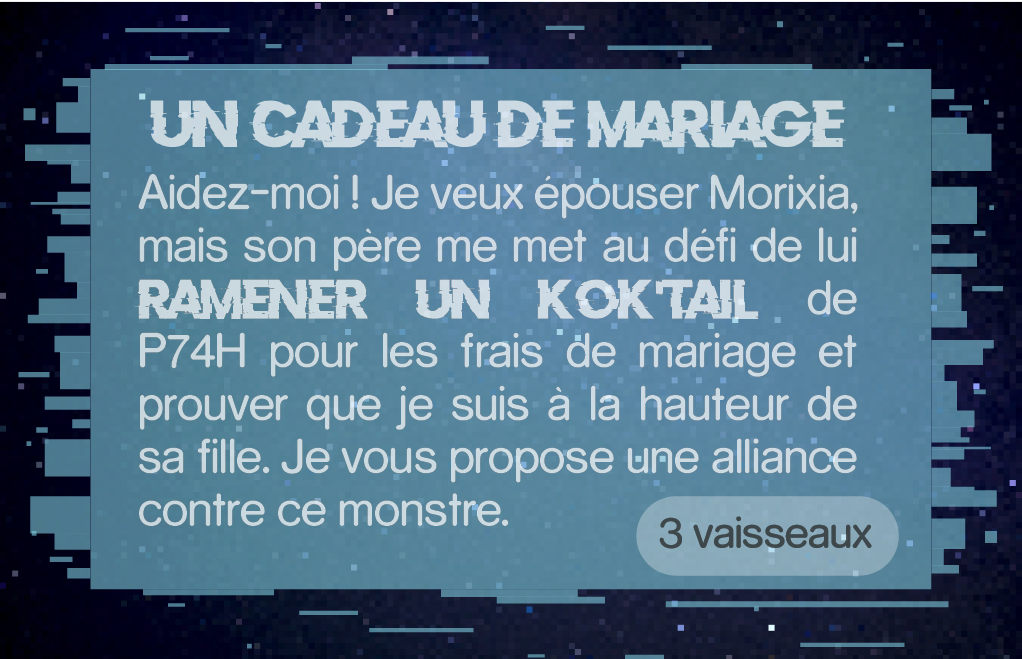 UN CADEAU DE MARIAGE
Aidez-moi ! Je veux épouser Morixia,
mais son père me met au défi de lui
RAMENER UN KOK'TAIL de
P74H pour les frais de mariage et
prouver que je suis à la hauteur de
sa fille. Je vous propose une alliance
contre ce monstre.
3 vaisseaux